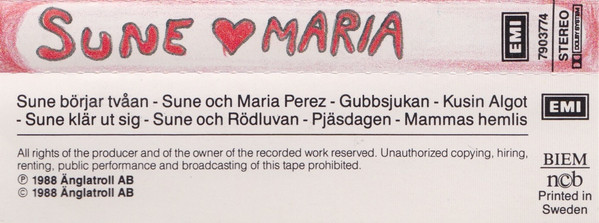 SUNE ♥ MARIA
EMI
7903774
STEREO
DOLBY SYSTEM
Sune börjar tvåan - Sune och Maria Perez - Gubbsjukan - Kusin Algot
- Sune klär ut sig - Sune och Rödluvan - Pjäsdagen - Mammas hemlis
EMI
All rights of the producer and of the owner of the recorded work reserved. Unauthorized copying, hiring,
renting, public performance and broadcasting of this tape prohibited.
℗ 1988 Änglatroll AB
© 1988 Änglatroll AB
BIEM
ncb
Printed in
Sweden